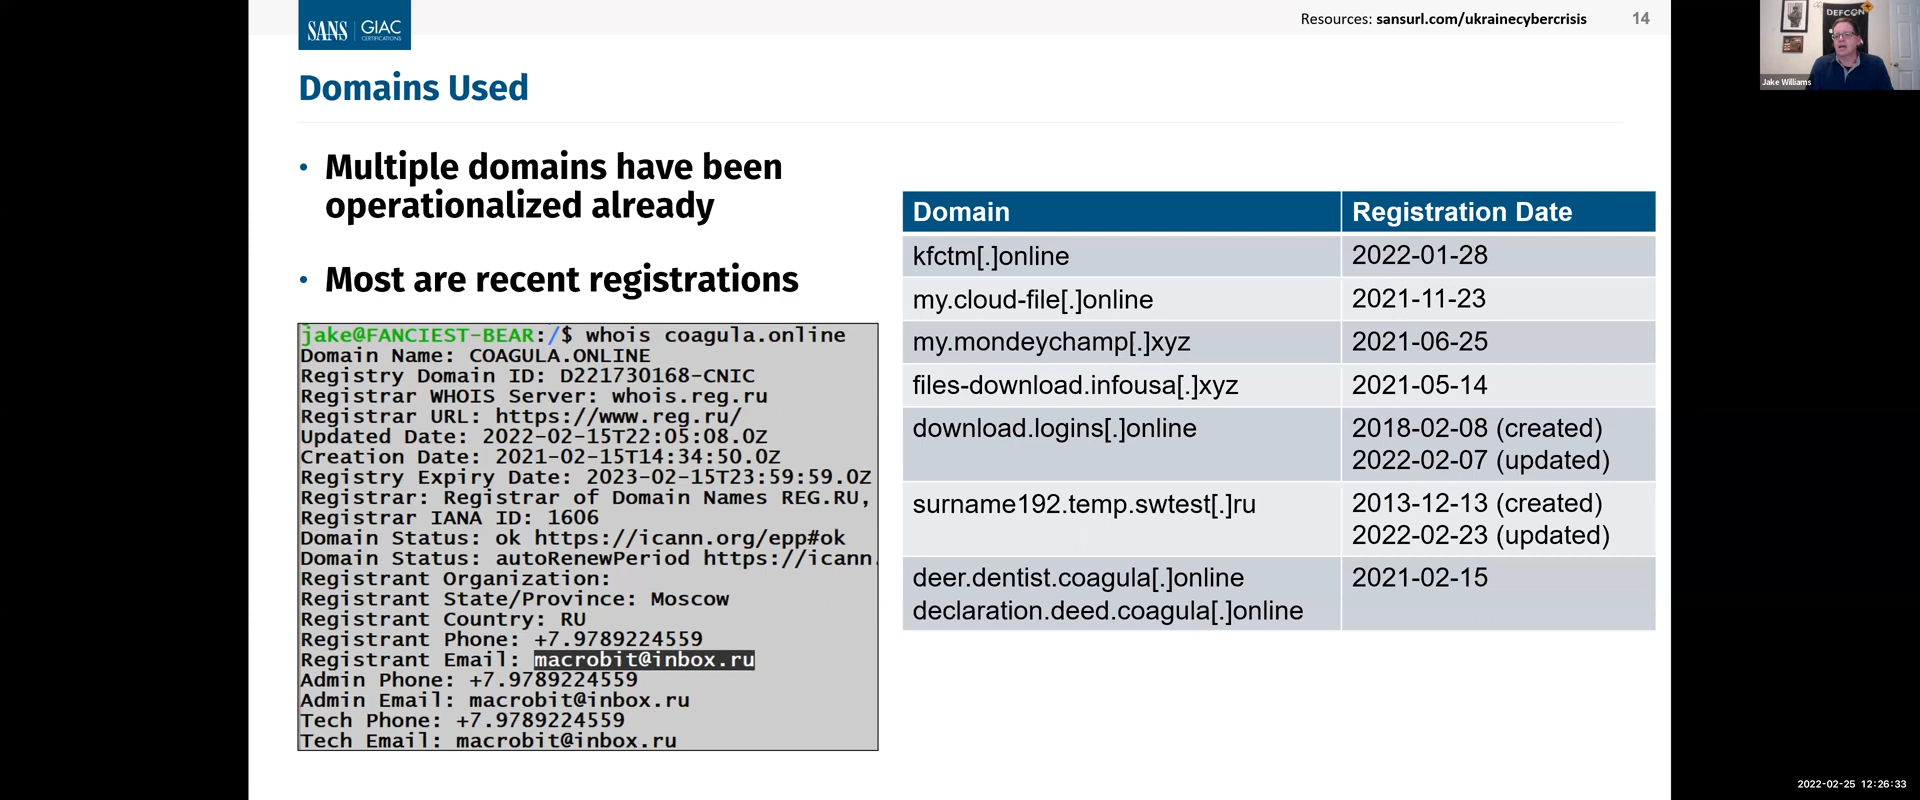 SANS | GIAC
CERTIFICATIONS
Resources: sansurl.com/ukrainecybercrisis
14
DEFCON
Jake Williams
Domains Used
• Multiple domains have been
operationalized already
• Most are recent registrations
jake@FANCIEST-BEAR:/$ whois coagula.online
Domain Name: COAGULA.ONLINE
Registry Domain ID: D221730168-CNIC
Registrar WHOIS Server: whois.reg.ru
Registrar URL: https://www.reg.ru/
Updated Date: 2022-02-15T22:05:08.0Z
Creation Date: 2021-02-15T14:34:50.0Z
Registry Expiry Date: 2023-02-15T23:59:59.0Z
Registrar: Registrar of Domain Names REG.RU,
Registrar IANA ID: 1606
Domain Status: ok https://icann.org/epp#ok
Domain Status: autoRenewPeriod https://icann.
Registrant Organization:
Registrant State/Province: Moscow
Registrant Country: RU
Registrant Phone: +7.9789224559
Registrant Email: macrobit@inbox.ru
Admin Phone: +7.9789224559
Admin Email: macrobit@inbox.ru
Tech Phone: +7.9789224559
Tech Email: macrobit@inbox.ru
Domain Registration Date
kfctm[.]online 2022-01-28
my.cloud-file[.]online 2021-11-23
my.mondeychamp[.]xyz 2021-06-25
files-download.infousa[.]xyz 2021-05-14
download.logins[.]online 2018-02-08 (created)
2022-02-07 (updated)
surname192.temp.swtest[.]ru 2013-12-13 (created)
2022-02-23 (updated)
deer.dentist.coagula[.]online 2021-02-15
declaration.deed.coagula[.]online
2022-02-25 12:26:33